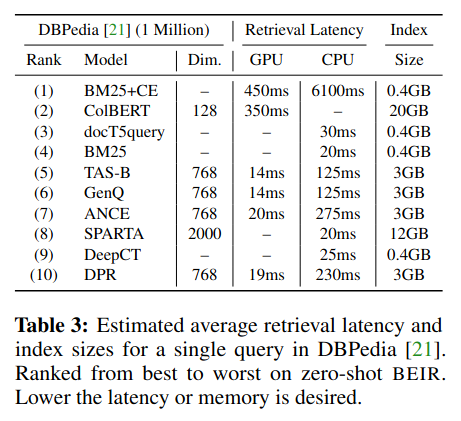 DBPedia [21] (1 Million) Retrieval Latency Index
Rank Model Dim. GPU CPU Size
(1) BM25+CE – 450ms 6100ms 0.4GB
(2) ColBERT 128 350ms – 20GB
(3) docT5query – – 30ms 0.4GB
(4) BM25 – – 20ms 0.4GB
(5) TAS-B 768 14ms 125ms 3GB
(6) GenQ 768 14ms 125ms 3GB
(7) ANCE 768 20ms 275ms 3GB
(8) SPARTA 2000 – 20ms 12GB
(9) DeepCT – – 25ms 0.4GB
(10) DPR 768 19ms 230ms 3GB
Table 3: Estimated average retrieval latency and
index sizes for a single query in DBPedia [21].
Ranked from best to worst on zero-shot BEIR.
Lower the latency or memory is desired.